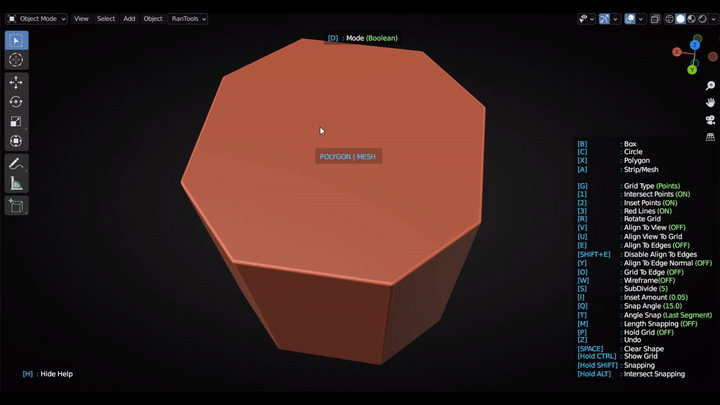 Object Mode View Select Add Object RanTools
[D] : Mode (Boolean)
X
Z
Y
POLYGON | MESH
[B] : Box
[C] : Circle
[X] : Polygon
[A] : Strip/Mesh
[G] : Grid Type (Points)
[1] : Intersect Points (ON)
[2] : Inset Points (ON)
[3] : Red Lines (ON)
[R] : Rotate Grid
[V] : Align To View (OFF)
[U] : Align View To Grid
[E] : Align To Edges (OFF)
[SHIFT+E] : Disable Align To Edges
[Y] : Align To Edge Normal (OFF)
[O] : Grid To Edge (OFF)
[W] : Wireframe(OFF)
[S] : SubDivide (5)
[I] : Inset Amount (0.05)
[Q] : Snap Angle (15.0)
[T] : Angle Snap (Last Segment)
[M] : Length Snapping (OFF)
[P] : Hold Grid (OFF)
[Z] : Undo
[SPACE] : Clear Shape
[Hold CTRL] : Show Grid
[Hold SHIFT] : Snapping
[Hold ALT] : Intersect Snapping
[H] : Hide Help